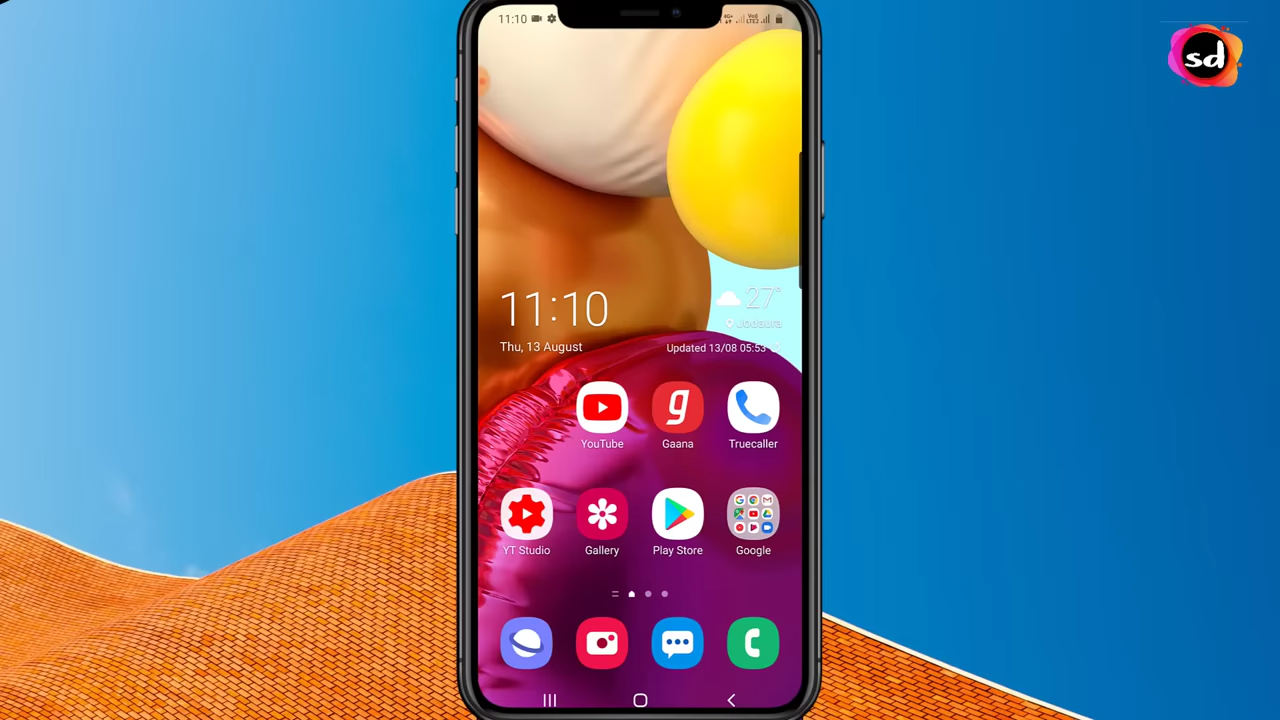 11:10
sd
11:10
27°
Thu, 13 August
Updated 13/08 05:53
YouTube
Gaana
Truecaller
YT Studio
Gallery
Play Store
Google